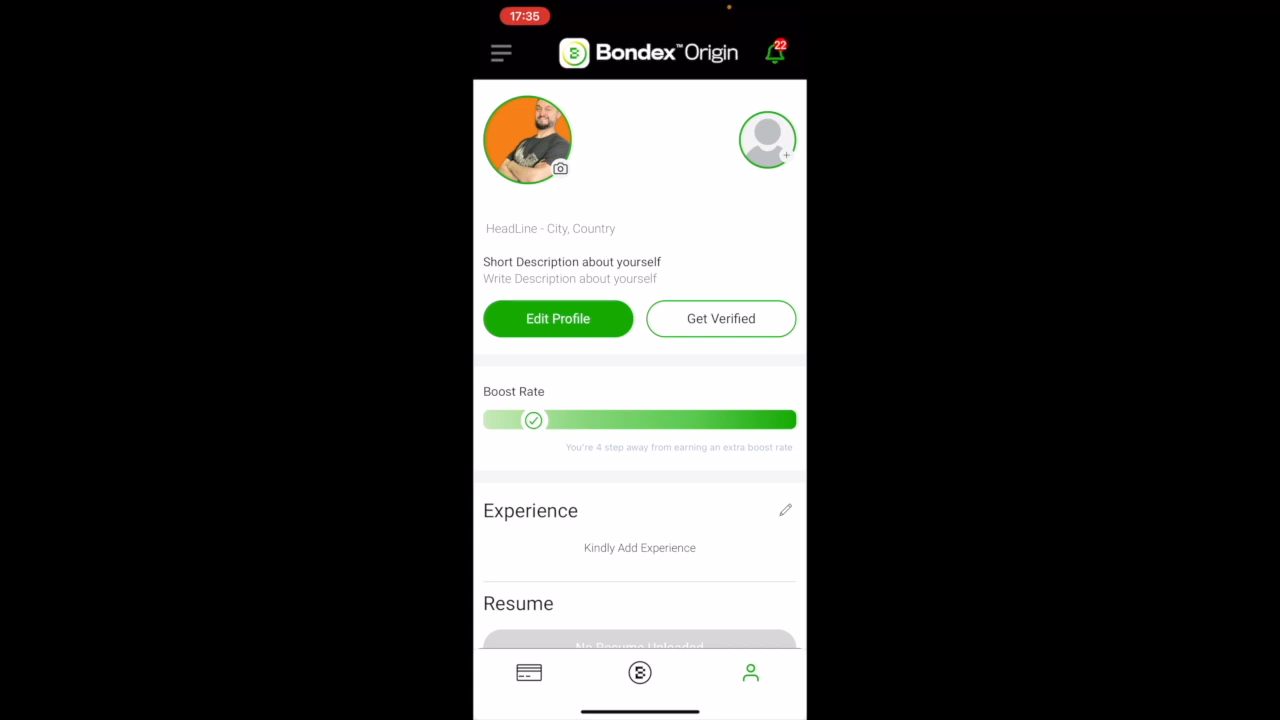 17:35
Bondex™ Origin
22
HeadLine - City, Country
Short Description about yourself
Write Description about yourself
Edit Profile
Get Verified
Boost Rate
You're 4 step away from earning an extra boost rate
Experience
Kindly Add Experience
Resume
No Resume Uploaded